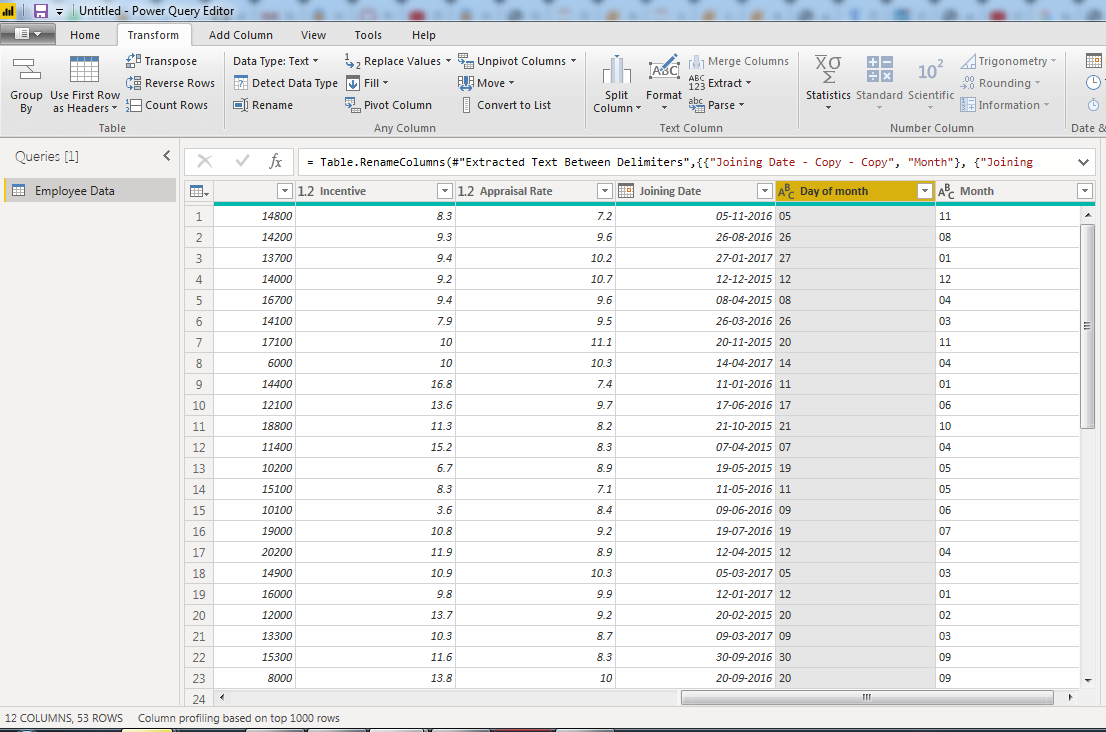 Untitled - Power Query Editor
Home Transform Add Column View Tools Help
Group By
Use First Row as Headers
Transpose
Reverse Rows
Count Rows
Table
Data Type: Text
Detect Data Type
Rename
Replace Values
Fill
Pivot Column
Unpivot Columns
Move
Convert to List
Any Column
Split Column
Format
Merge Columns
Extract
Parse
Text Column
Statistics
Standard
Scientific
Trigonometry
Rounding
Information
Number Column
Date &
Queries [1]
Employee Data
= Table.RenameColumns(#"Extracted Text Between Delimiters",{{"Joining Date - Copy - Copy", "Month"}, {"Joining
1.2 Incentive 1.2 Appraisal Rate Joining Date ABC Day of month ABC Month
1 14800 8.3 7.2 05-11-2016 05 11
2 14200 9.3 9.6 26-08-2016 26 08
3 13700 9.4 10.2 27-01-2017 27 01
4 14000 9.2 10.7 12-12-2015 12 12
5 16700 9.4 9.6 08-04-2015 08 04
6 14100 7.9 9.5 26-03-2016 26 03
7 17100 10 11.1 20-11-2015 20 11
8 6000 10 10.3 14-04-2017 14 04
9 14400 16.8 7.4 11-01-2016 11 01
10 12100 13.6 9.7 17-06-2016 17 06
11 18800 11.3 8.2 21-10-2015 21 10
12 11400 15.2 8.3 07-04-2015 07 04
13 10200 6.7 8.9 19-05-2015 19 05
14 15100 8.3 7.1 11-05-2016 11 05
15 10100 3.6 8.4 09-06-2016 09 06
16 19000 10.8 9.2 19-07-2016 19 07
17 20200 11.9 8.9 12-04-2015 12 04
18 14900 10.9 10.3 05-03-2017 05 03
19 16000 9.8 9.9 12-01-2017 12 01
20 12000 13.7 9.2 20-02-2015 20 02
21 13300 10.3 8.7 09-03-2017 09 03
22 15300 11.6 8.3 30-09-2016 30 09
23 8000 13.8 10 20-09-2016 20 09
24
12 COLUMNS, 53 ROWS Column profiling based on top 1000 rows